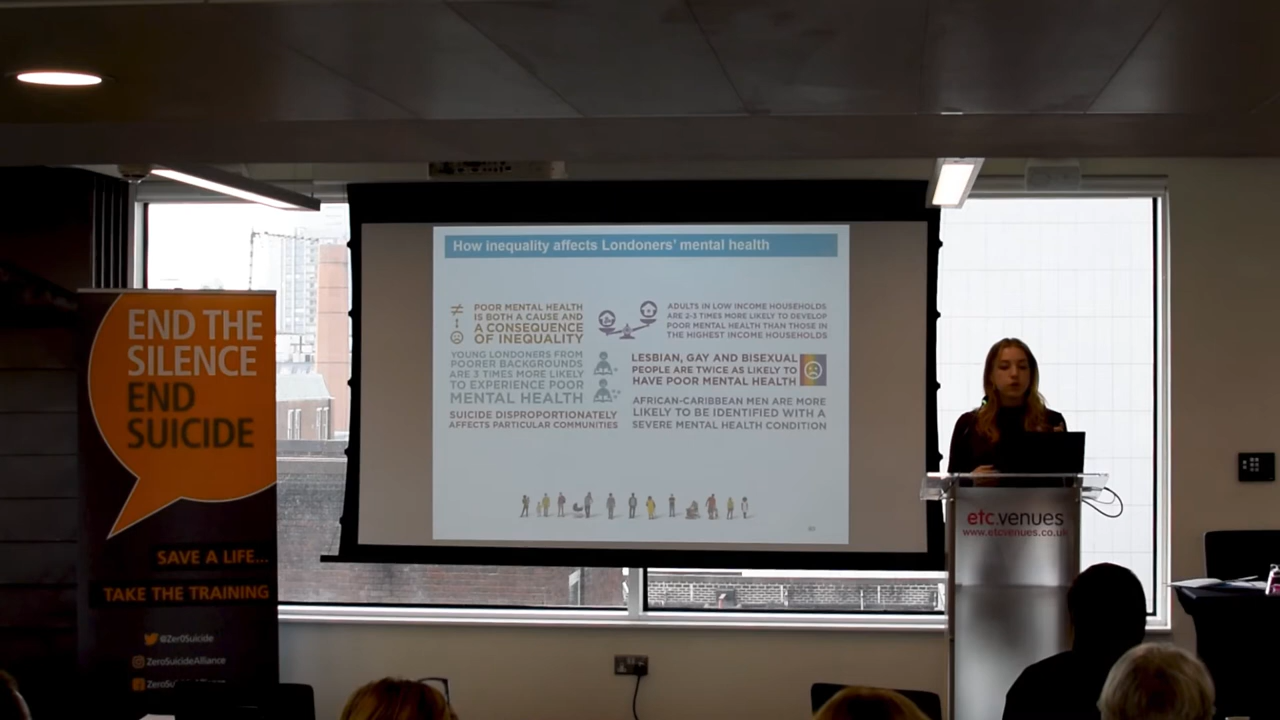 How inequality affects Londoners' mental health
POOR MENTAL HEALTH
IS BOTH A CAUSE AND
A CONSEQUENCE
OF INEQUALITY
ADULTS IN LOW INCOME HOUSEHOLDS
ARE 2-3 TIMES MORE LIKELY TO DEVELOP
POOR MENTAL HEALTH THAN THOSE IN
THE HIGHEST INCOME HOUSEHOLDS
YOUNG LONDONERS FROM
POORER BACKGROUNDS
ARE 3 TIMES MORE LIKELY
TO EXPERIENCE POOR
MENTAL HEALTH
LESBIAN, GAY AND BISEXUAL
PEOPLE ARE TWICE AS LIKELY TO
HAVE POOR MENTAL HEALTH
SUICIDE DISPROPORTIONATELY
AFFECTS PARTICULAR COMMUNITIES
AFRICAN-CARIBBEAN MEN ARE MORE
LIKELY TO BE IDENTIFIED WITH A
SEVERE MENTAL HEALTH CONDITION
END THE
SILENCE
END
SUICIDE
SAVE A LIFE...
TAKE THE TRAINING
@Zer0Suicide
ZeroSuicideAlliance
etc.venues
www.etcvenues.co.uk